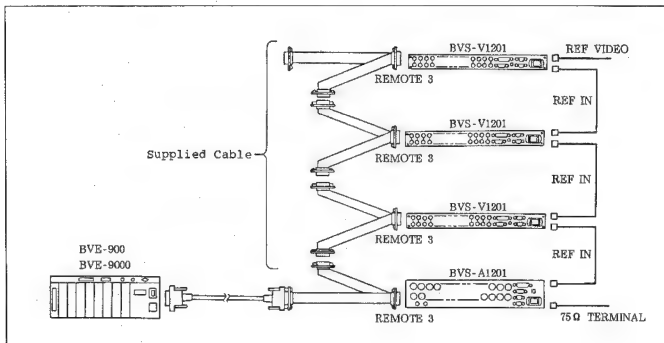 BVS-V1201
REF VIDEO
REMOTE 3
REF IN
BVS-V1201
Supplied Cable
REMOTE 3
REF IN
BVS-V1201
REMOTE 3
REF IN
BVE-900
BVE-9000
BVS-A1201
REMOTE 3
75Ω TERMINAL